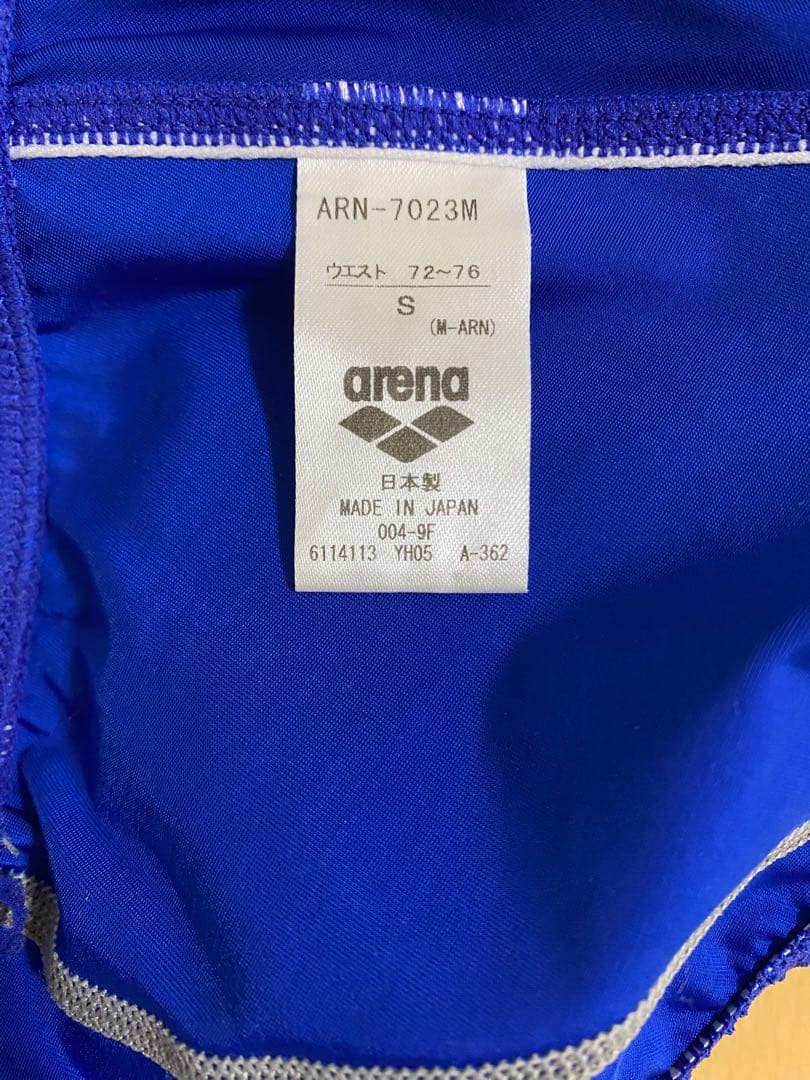 ARN-7023M
ウエスト 72~76
S
(M-ARN)
arena
日本製
MADE IN JAPAN
004-9F
6114113 YH05 A-362